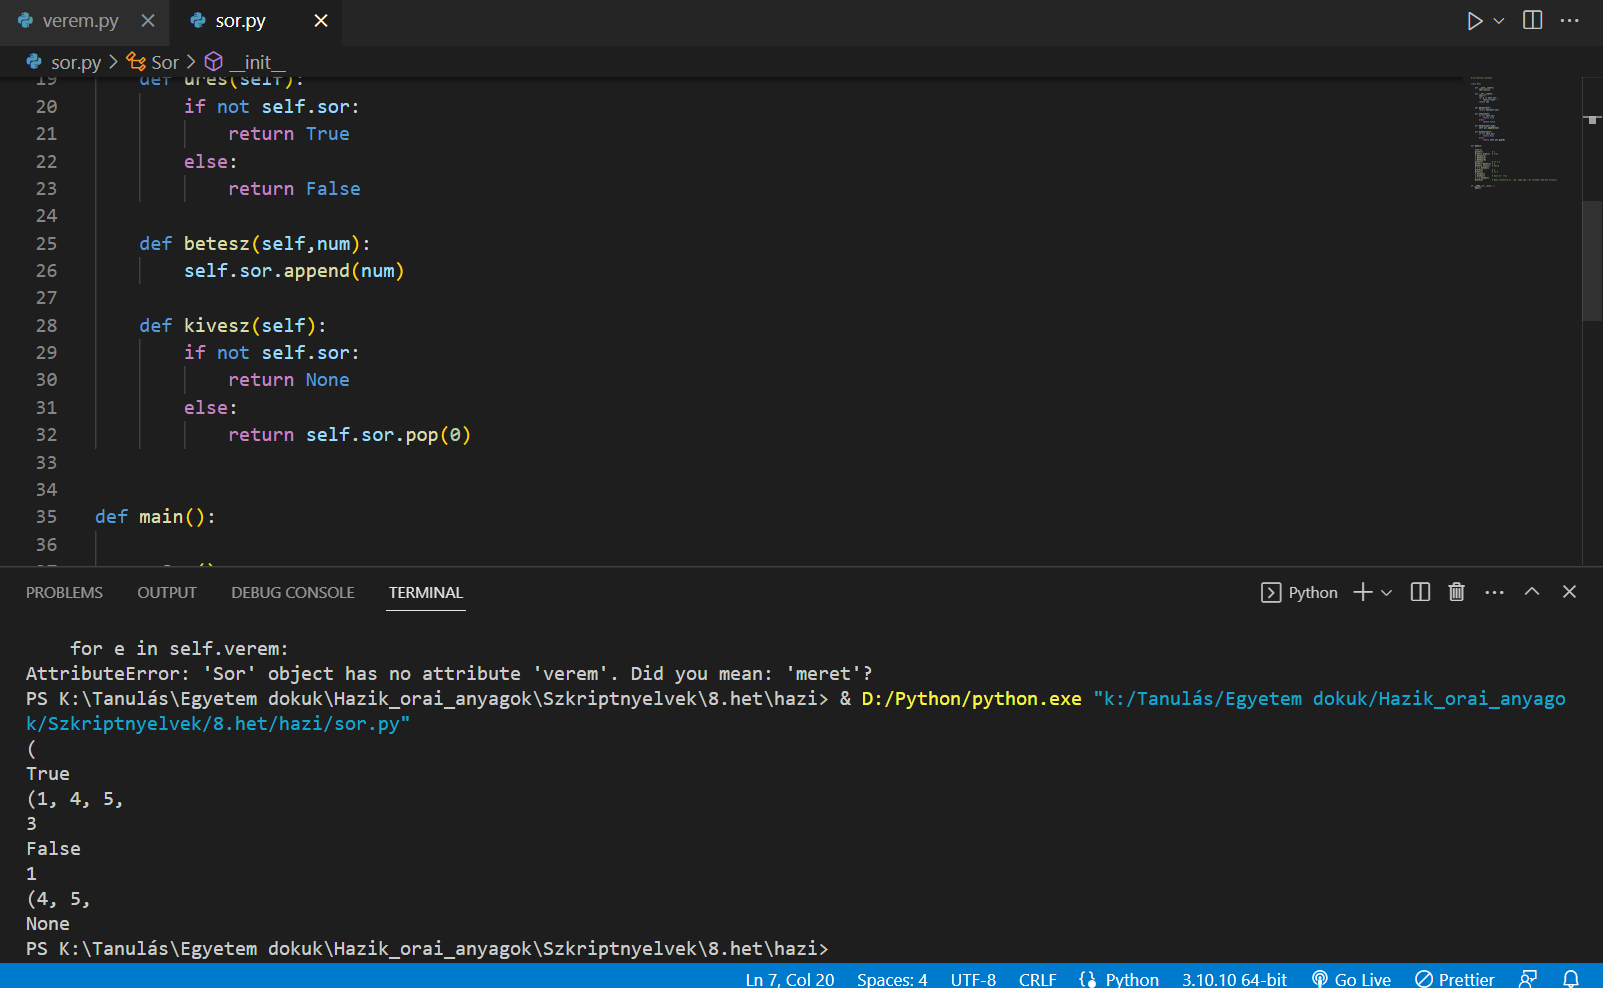 verem.py
sor.py
sor.py > Sor > __init__
19 def ures(self):
20 if not self.sor:
21 return True
22 else:
23 return False
24
25 def betesz(self,num):
26 self.sor.append(num)
27
28 def kivesz(self):
29 if not self.sor:
30 return None
31 else:
32 return self.sor.pop(0)
33
34
35 def main():
36
PROBLEMS OUTPUT DEBUG CONSOLE TERMINAL Python
for e in self.verem:
AttributeError: 'Sor' object has no attribute 'verem'. Did you mean: 'meret'?
PS K:\Tanulás\Egyetem dokuk\Hazik_orai_anyagok\Szkriptnyelvek\8.het\hazi> & D:/Python/python.exe "k:/Tanulás/Egyetem dokuk/Hazik_orai_anyago
k/Szkriptnyelvek/8.het/hazi/sor.py"
(
True
(1, 4, 5,
3
False
1
(4, 5,
None
PS K:\Tanulás\Egyetem dokuk\Hazik_orai_anyagok\Szkriptnyelvek\8.het\hazi>
Ln 7, Col 20 Spaces: 4 UTF-8 CRLF Python 3.10.10 64-bit Go Live Prettier